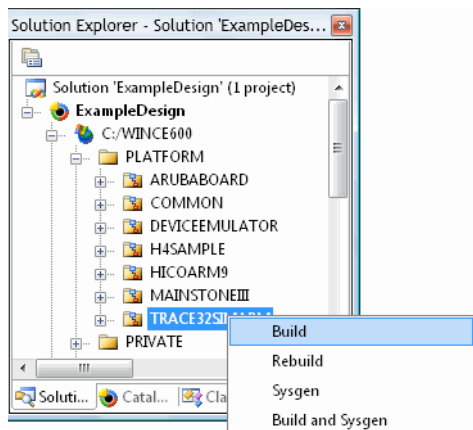 Solution Explorer - Solution 'ExampleDes...
Solution 'ExampleDesign' (1 project)
ExampleDesign
C:/WINCE600
PLATFORM
ARUBABOARD
COMMON
DEVICEEMULATOR
H4SAMPLE
HICOARM9
MAINSTONEIII
PRIVATE
Build
Rebuild
Sysgen
Build and Sysgen
Soluti... Catal... Cla